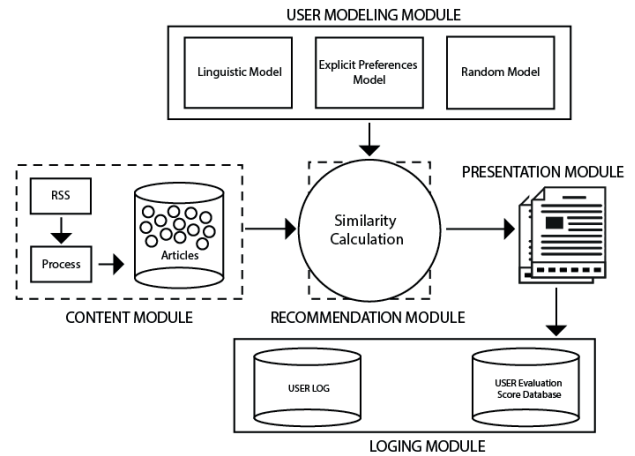 USER MODELING MODULE
Linguistic Model
Explicit Preferences
Model
Random Model
PRESENTATION MODULE
RSS
Process
Articles
Similarity
Calculation
CONTENT MODULE
RECOMMENDATION MODULE
USER LOG
USER Evaluation
Score Database
LOGING MODULE